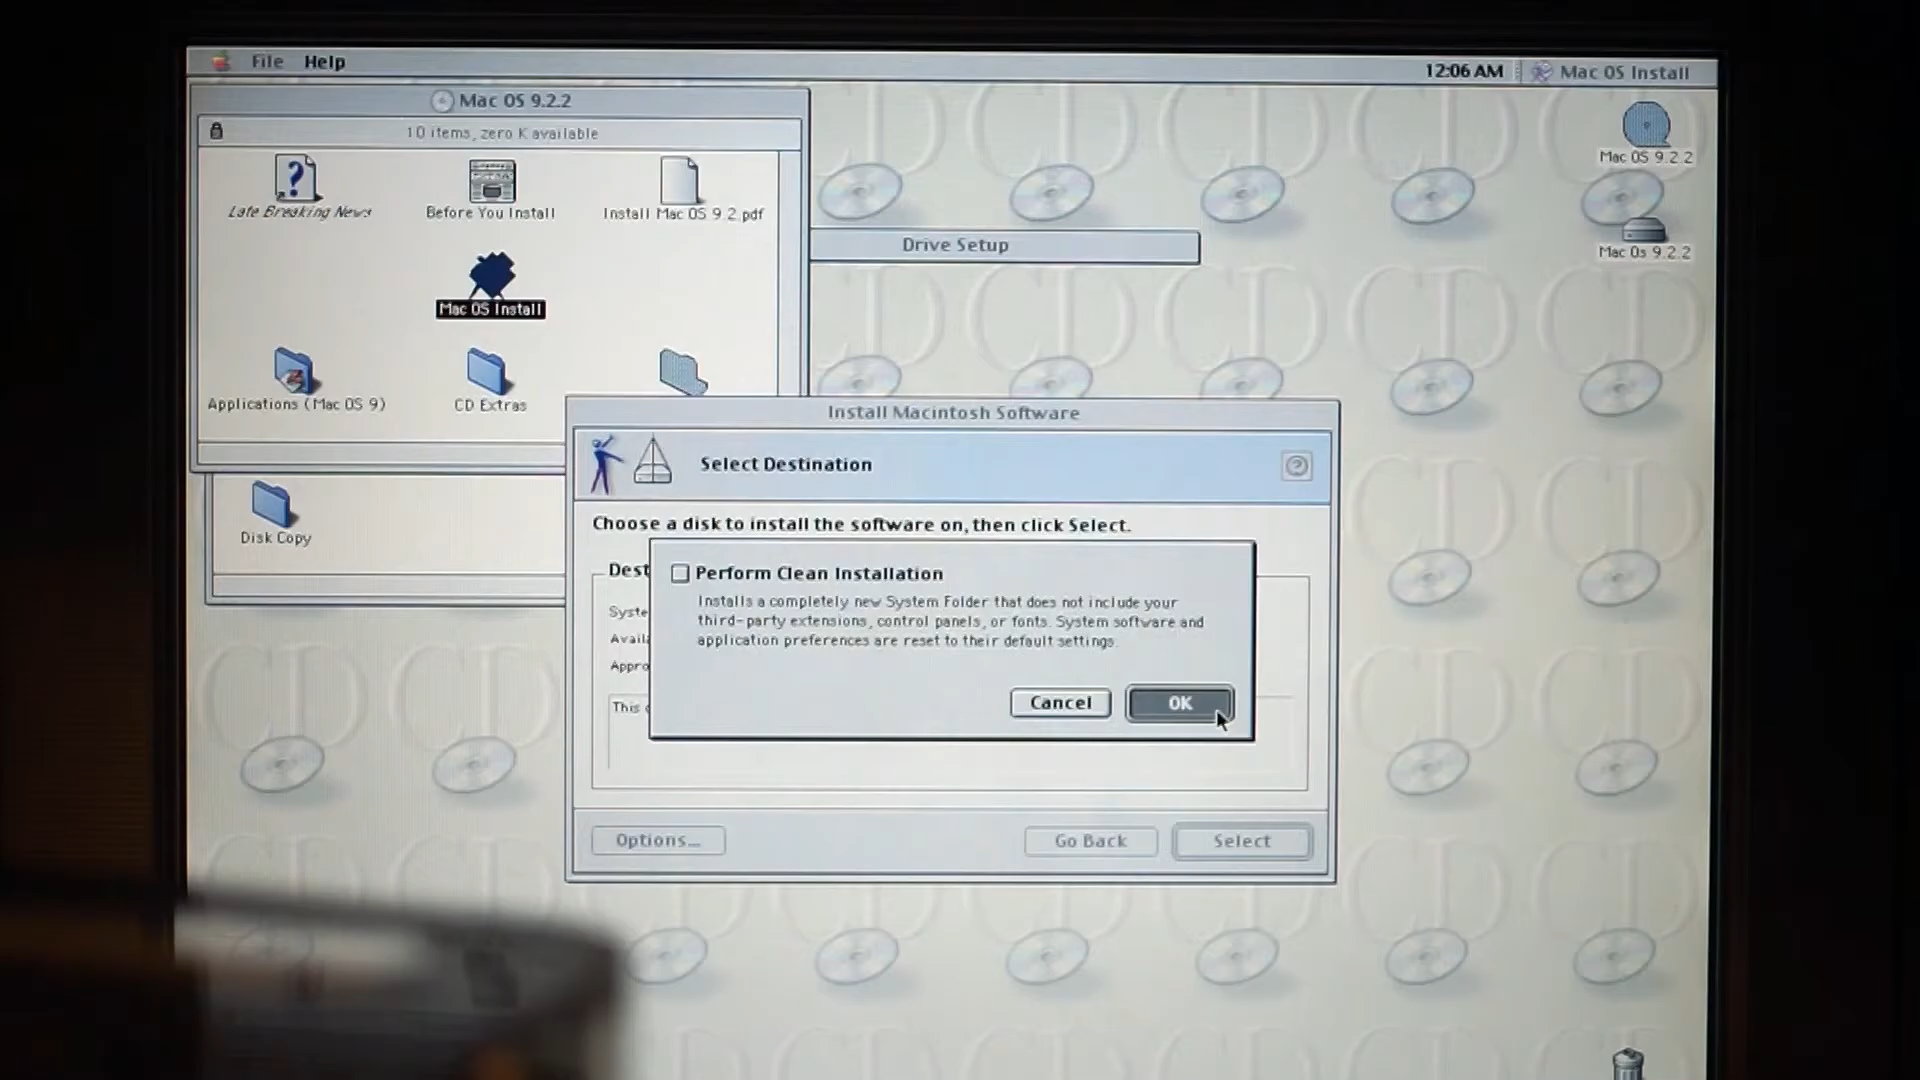 File Help
12:06 AM
Mac OS Install
Mac OS 9.2.2
10 items, zero K available
Late Breaking News
Before You Install
Install Mac OS 9.2 pdf
Mac OS Install
Applications (Mac OS 9)
CD Extras
Mac OS 9.2.2
Mac Os 9.2.2
Drive Setup
Disk Copy
Install Macintosh Software
Select Destination
Choose a disk to install the software on, then click Select.
Dest
Syste
Avail
Appro
This
Perform Clean Installation
Installs a completely new System Folder that does not include your
third-party extensions, control panels, or fonts. System software and
application preferences are reset to their default settings.
Cancel
OK
Options...
Go Back
Select